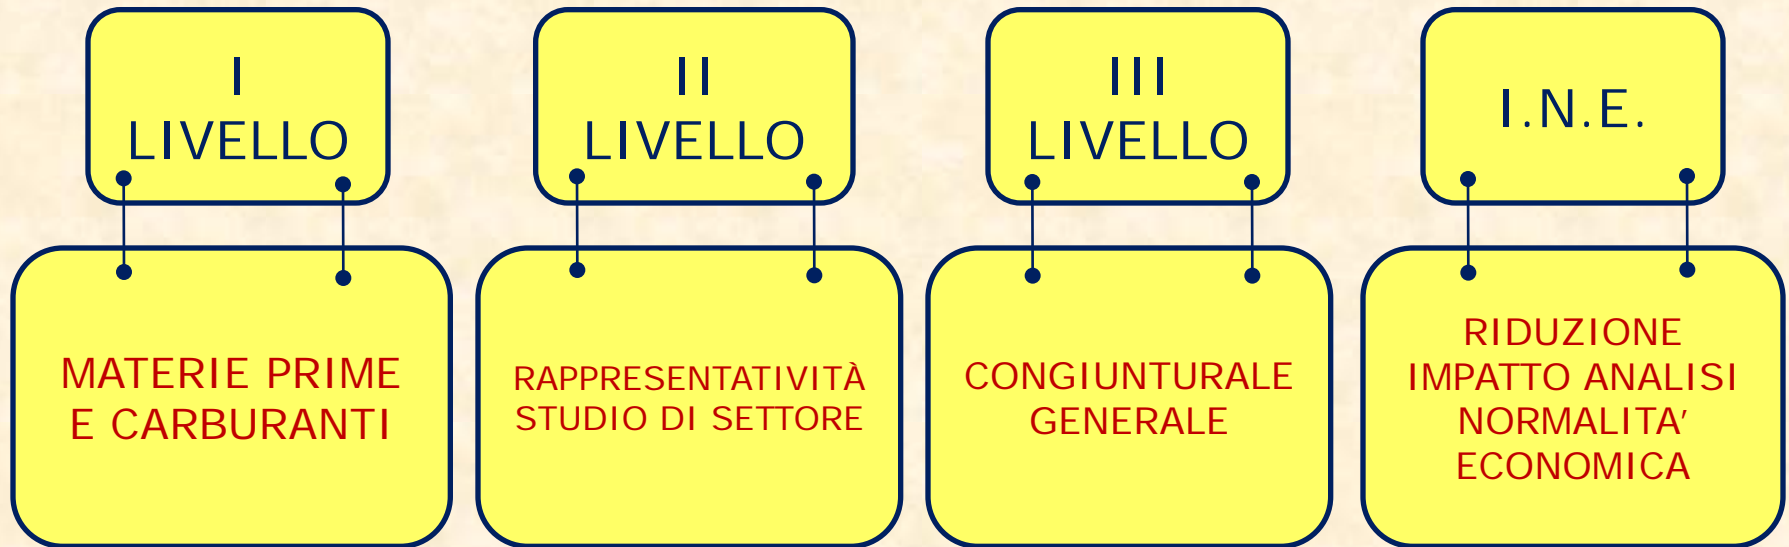 I
LIVELLO
II
LIVELLO
III
LIVELLO
I.N.E.
MATERIE PRIME
E CARBURANTI
RAPPRESENTATIVITÀ
STUDIO DI SETTORE
CONGIUNTURALE
GENERALE
RIDUZIONE
IMPATTO ANALISI
NORMALITA’
ECONOMICA